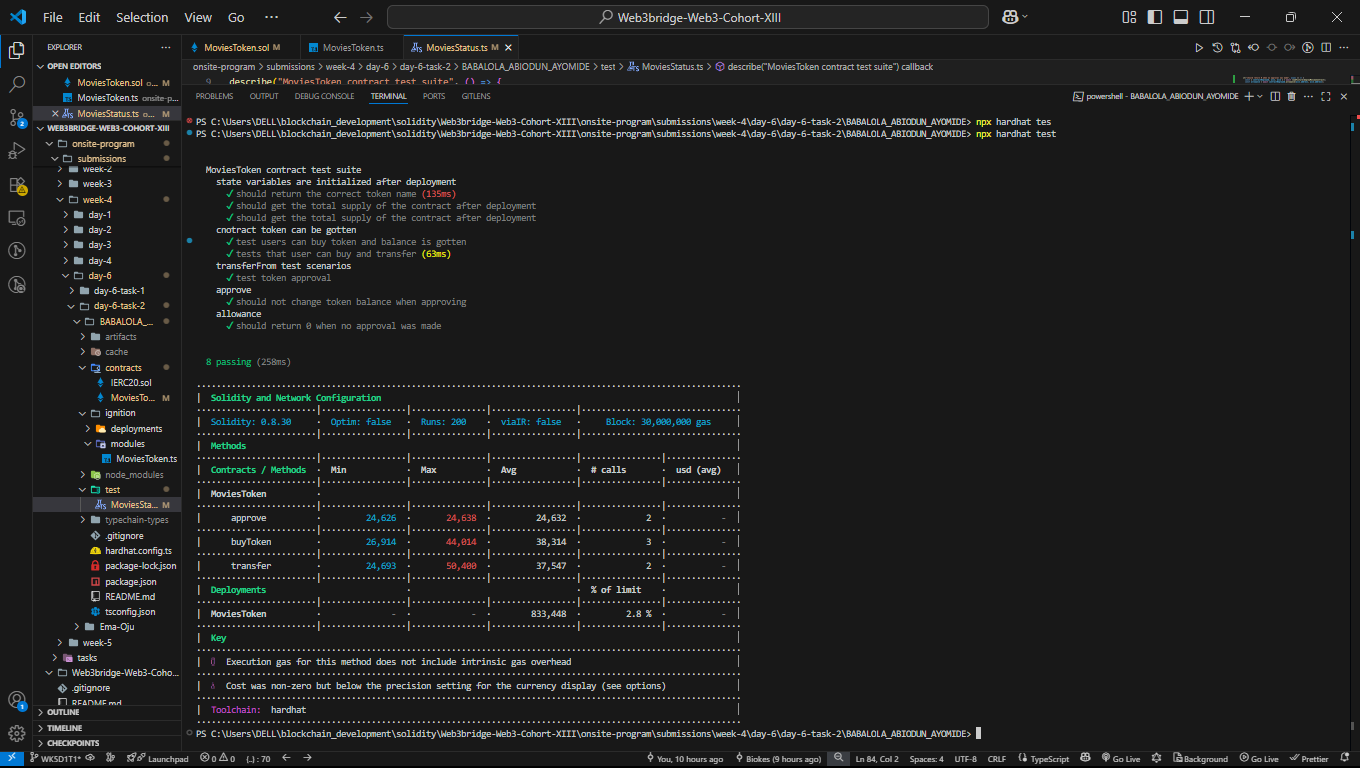 File Edit Selection View Go ···
Web3bridge-Web3-Cohort-XIII
EXPLORER ···
OPEN EDITORS
MoviesToken.sol o... M
MoviesToken.ts onsite-p...
MoviesStatus.ts o... M
WEB3BRIDGE-WEB3-COHORT-XIII
onsite-program
submissions
week-2
week-3
week-4
day-1
day-2
day-3
day-4
day-6
day-6-task-1
day-6-task-2
BABALOLA_...
artifacts
cache
contracts
IERC20.sol
MoviesTo... M
ignition
deployments
modules
MoviesToken.ts
node_modules
test
MoviesSta... M
typechain-types
.gitignore
hardhat.config.ts
package-lock.json
package.json
README.md
tsconfig.json
Ema-Oju
week-5
tasks
Web3bridge-Web3-Coho...
.gitignore
README.md
OUTLINE
TIMELINE
CHECKPOINTS
MoviesToken.sol M MoviesToken.ts MoviesStatus.ts M
onsite-program > submissions > week-4 > day-6 > day-6-task-2 > BABALOLA_ABIODUN_AYOMIDE > test > MoviesStatus.ts > describe("MoviesToken contract test suite") callback
9 describe("MoviesToken contract test suite", () => {
PROBLEMS OUTPUT DEBUG CONSOLE TERMINAL PORTS GITLENS
powershell - BABALOLA_ABIODUN_AYOMIDE
PS C:\Users\DELL\blockchain_development\solidity\Web3bridge-Web3-Cohort-XIII\onsite-program\submissions\week-4\day-6\day-6-task-2\BABALOLA_ABIODUN_AYOMIDE> npx hardhat tes
PS C:\Users\DELL\blockchain_development\solidity\Web3bridge-Web3-Cohort-XIII\onsite-program\submissions\week-4\day-6\day-6-task-2\BABALOLA_ABIODUN_AYOMIDE> npx hardhat test
MoviesToken contract test suite
state variables are initialized after deployment
✓ should return the correct token name (135ms)
✓ should get the total supply of the contract after deployment
✓ should get the total supply of the contract after deployment
cnotract token can be gotten
✓ test users can buy token and balance is gotten
✓ tests that user can buy and transfer (63ms)
transferFrom test scenarios
✓ test token approval
approve
✓ should not change token balance when approving
allowance
✓ should return 0 when no approval was made
8 passing (258ms)
Solidity and Network Configuration
Solidity: 0.8.30 · Optim: false · Runs: 200 · viaIR: false · Block: 30,000,000 gas
Methods
Contracts / Methods · Min · Max · Avg · # calls · usd (avg)
MoviesToken ·
approve · 24,626 · 24,638 · 24,632 · 2 · -
buyToken · 26,914 · 44,014 · 38,314 · 3 · -
transfer · 24,693 · 50,400 · 37,547 · 2 · -
Deployments · · % of limit ·
MoviesToken · - · - · 833,448 · 2.8 % · -
Key
Execution gas for this method does not include intrinsic gas overhead
Cost was non-zero but below the precision setting for the currency display (see options)
Toolchain: hardhat
PS C:\Users\DELL\blockchain_development\solidity\Web3bridge-Web3-Cohort-XIII\onsite-program\submissions\week-4\day-6\day-6-task-2\BABALOLA_ABIODUN_AYOMIDE>
WK5D1T1* Launchpad 0 0 {..} : 70 You, 10 hours ago Biokes (9 hours ago) Ln 84, Col 2 Spaces: 4 UTF-8 CRLF TypeScript Go Live Background Go Live Prettier